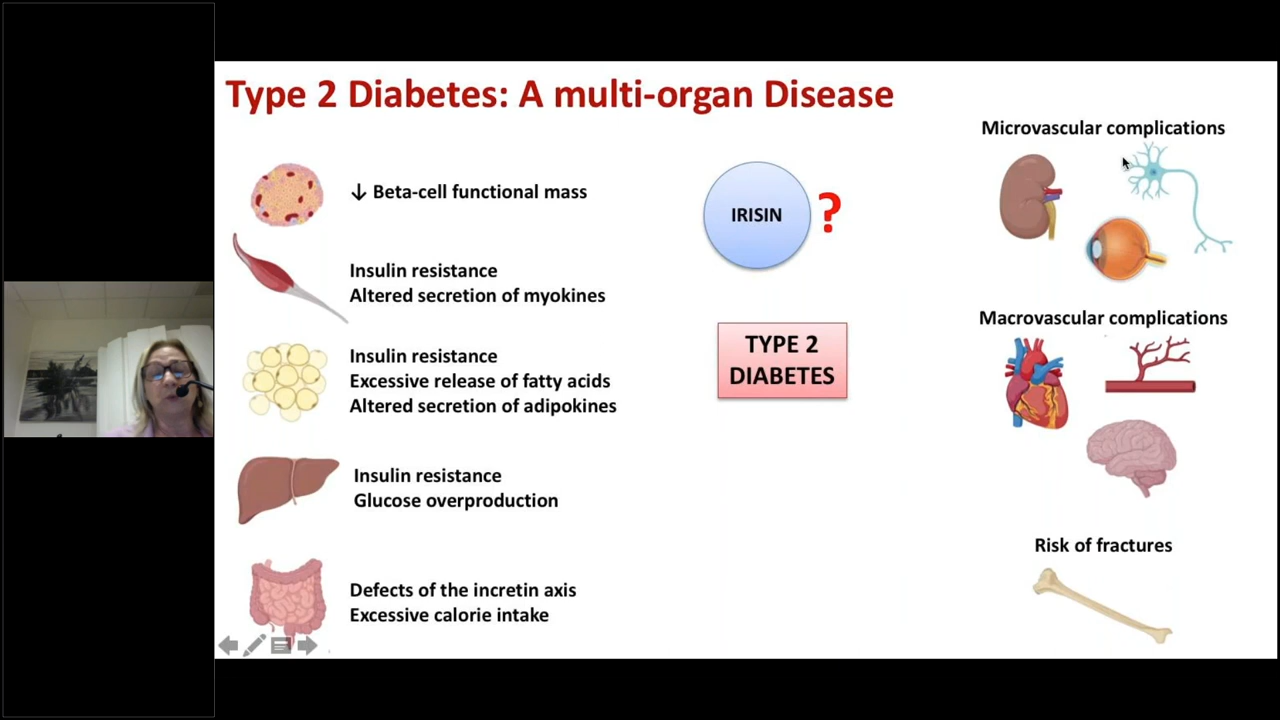 Type 2 Diabetes: A multi-organ Disease
↓ Beta-cell functional mass
Insulin resistance
Altered secretion of myokines
Insulin resistance
Excessive release of fatty acids
Altered secretion of adipokines
Insulin resistance
Glucose overproduction
Defects of the incretin axis
Excessive calorie intake
IRISIN ?
TYPE 2
DIABETES
Microvascular complications
Macrovascular complications
Risk of fractures